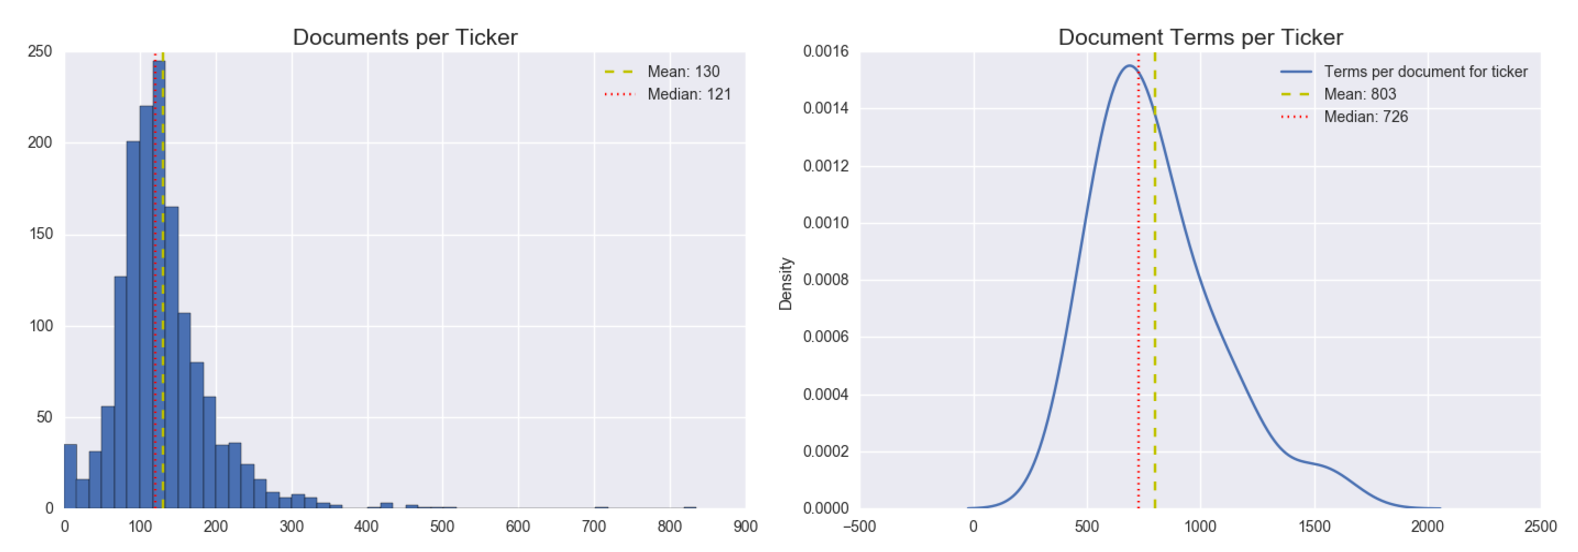 Documents per Ticker
250
200
150
100
50
0
0 100 200 300 400 500 600 700 800 900
Mean: 130
Median: 121
Document Terms per Ticker
Density
0.0016
0.0014
0.0012
0.0010
0.0008
0.0006
0.0004
0.0002
0.0000
−500 0 500 1000 1500 2000 2500
Terms per document for ticker
Mean: 803
Median: 726